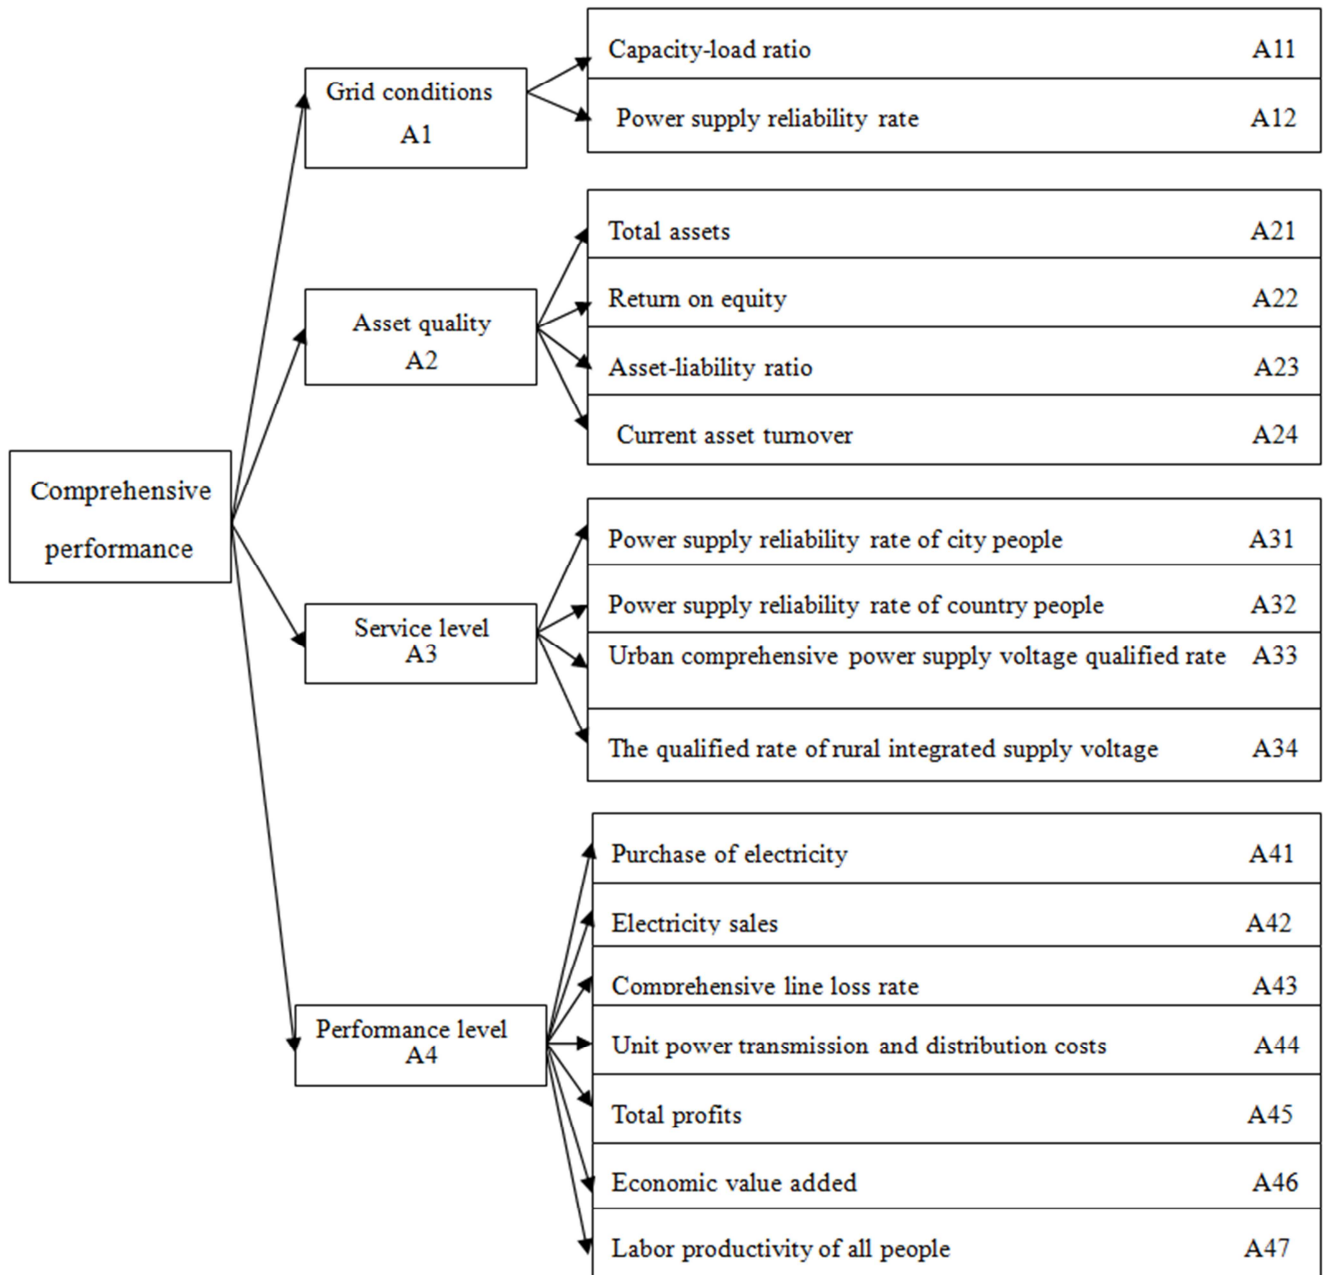 Capacity-load ratio A11
Grid conditions
A1
Power supply reliability rate A12
Total assets A21
Return on equity A22
Asset quality
A2
Asset-liability ratio A23
Current asset turnover A24
Comprehensive
performance
Power supply reliability rate of city people A31
Power supply reliability rate of country people A32
Service level
A3
Urban comprehensive power supply voltage qualified rate A33
The qualified rate of rural integrated supply voltage A34
Purchase of electricity A41
Electricity sales A42
Comprehensive line loss rate A43
Performance level
A4
Unit power transmission and distribution costs A44
Total profits A45
Economic value added A46
Labor productivity of all people A47